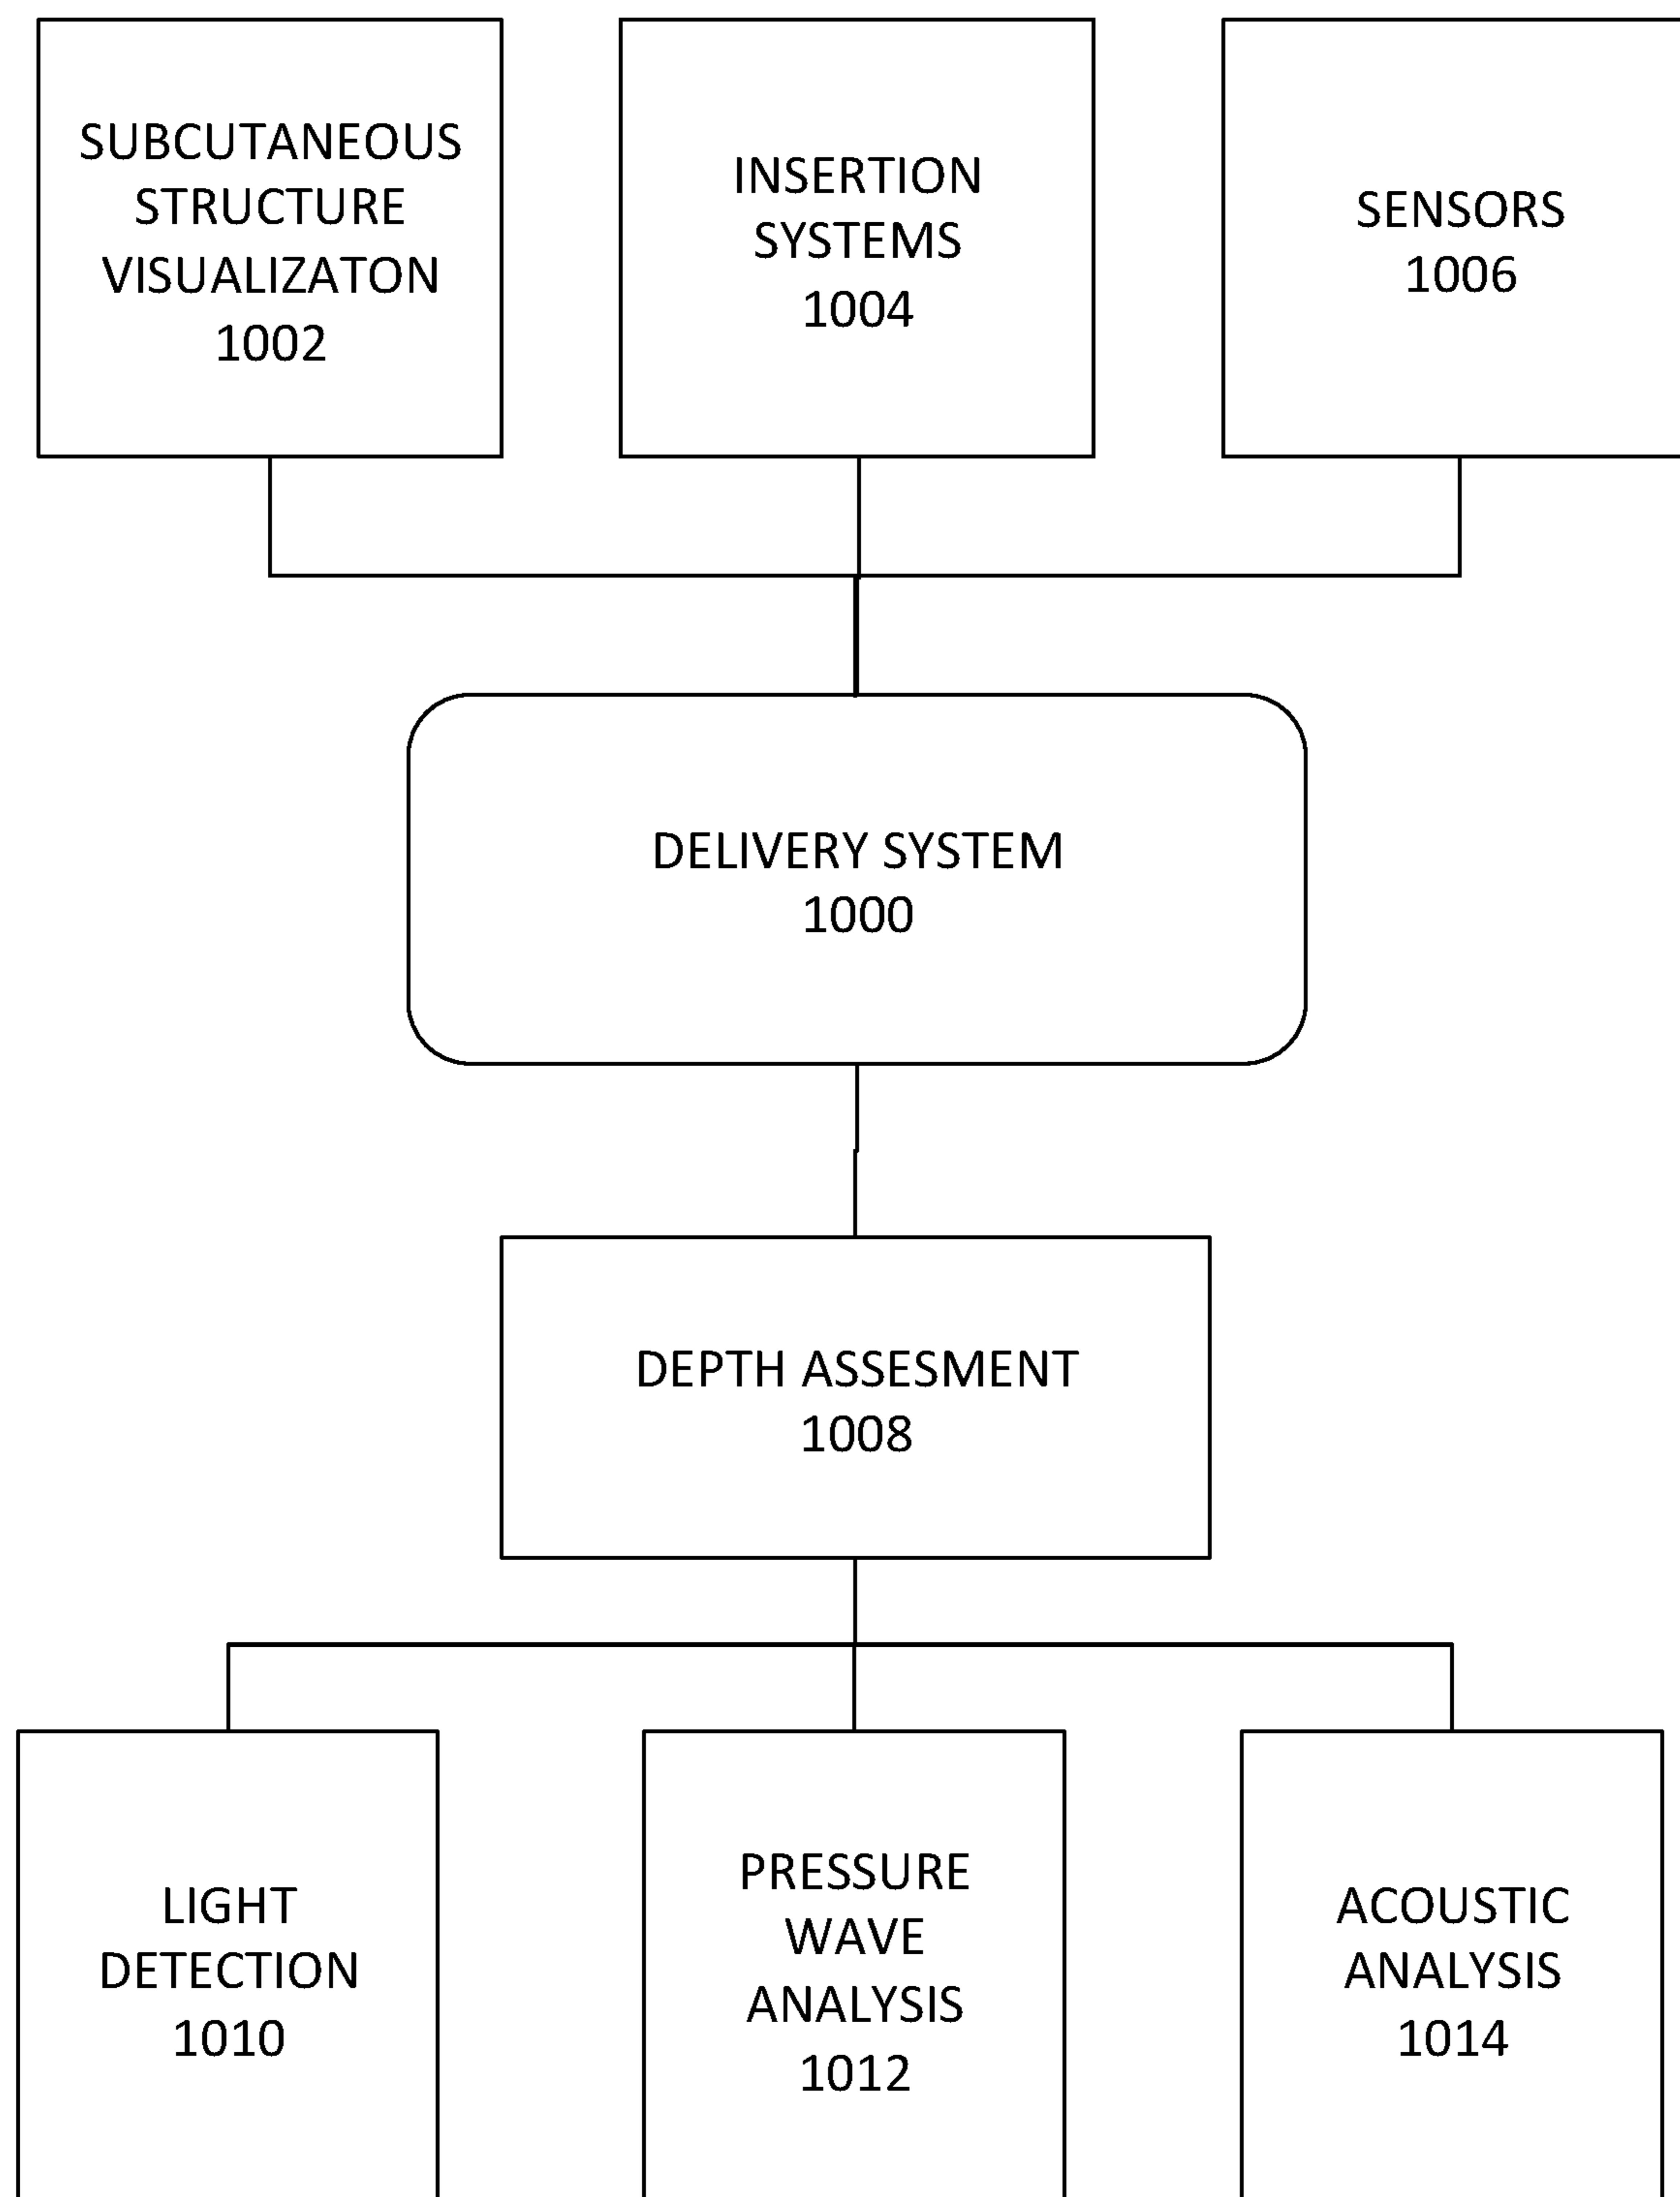 SUBCUTANEOUS
STRUCTURE
VISUALIZATON
1002
INSERTION
SYSTEMS
1004
SENSORS
1006
DELIVERY SYSTEM
1000
DEPTH ASSESMENT
1008
LIGHT
DETECTION
1010
PRESSURE
WAVE
ANALYSIS
1012
ACOUSTIC
ANALYSIS
1014